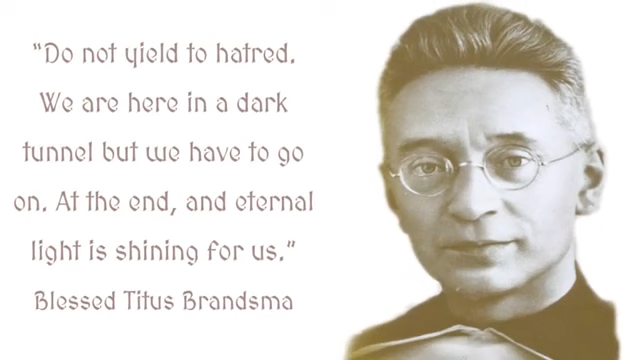 "Do not yield to hatred.
We are here in a dark
tunnel but we have to go
on. At the end, and eternal
light is shining for us."
Blessed Titus Brandsma